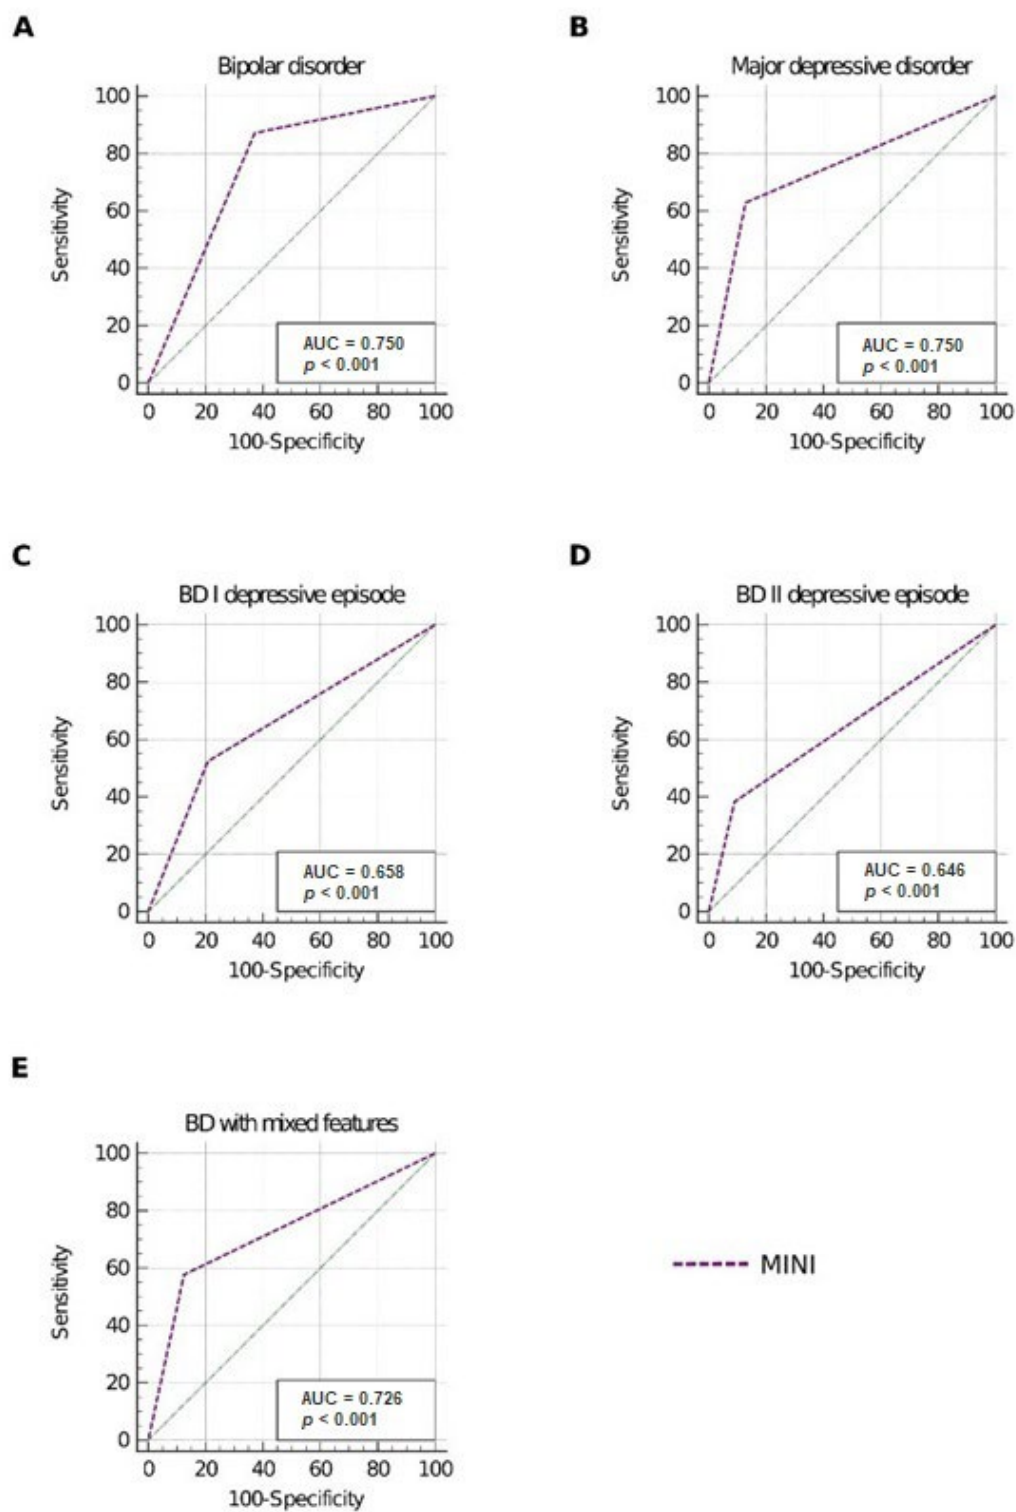 A
Bipolar disorder
100
80
60
40
20
0
Sensitivity
AUC = 0.750
p < 0.001
0 20 40 60 80 100
100-Specificity
B
Major depressive disorder
100
80
60
40
20
0
Sensitivity
AUC = 0.750
p < 0.001
0 20 40 60 80 100
100-Specificity
C
BD I depressive episode
100
80
60
40
20
0
Sensitivity
AUC = 0.658
p < 0.001
0 20 40 60 80 100
100-Specificity
D
BD II depressive episode
100
80
60
40
20
0
Sensitivity
AUC = 0.646
p < 0.001
0 20 40 60 80 100
100-Specificity
E
BD with mixed features
100
80
60
40
20
0
Sensitivity
AUC = 0.726
p < 0.001
0 20 40 60 80 100
100-Specificity
MINI